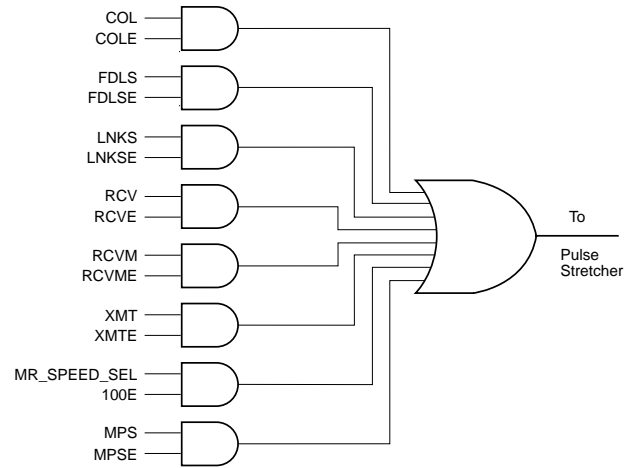 COL
COLE
FDLS
FDLSE
LNKS
LNKSE
RCV
RCVE
RCVM
RCVME
XMT
XMTE
MR_SPEED_SEL
100E
MPS
MPSE
To
Pulse
Stretcher